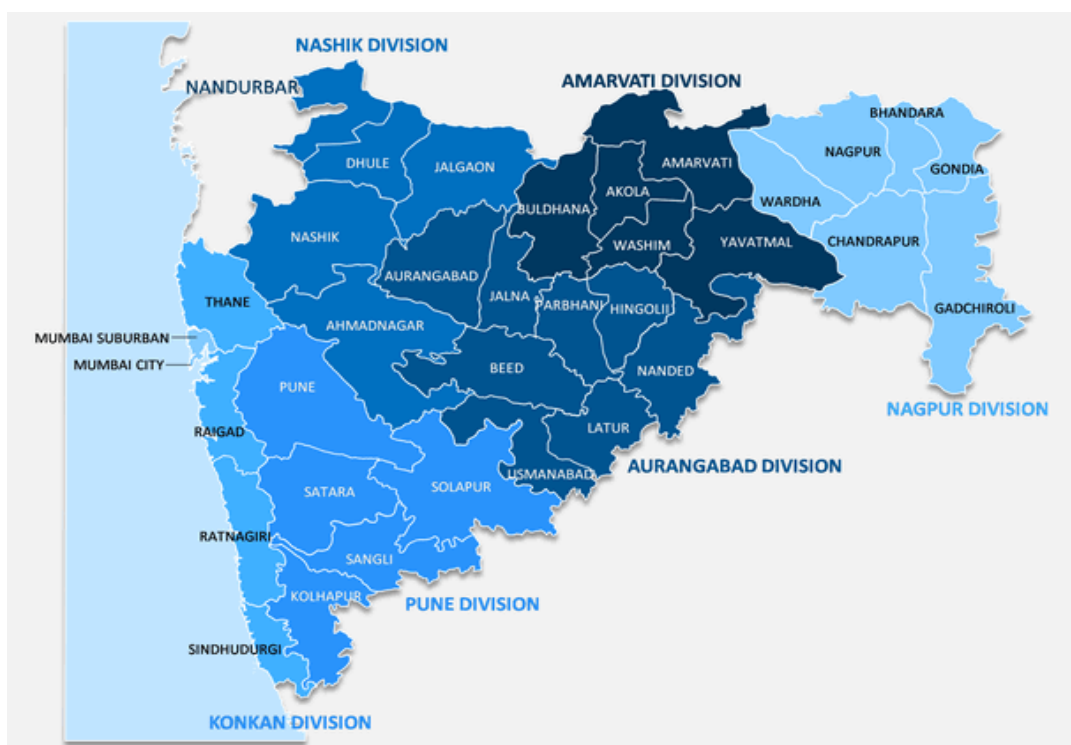 NASHIK DIVISION
NANDURBAR
AMARVATI DIVISION
BHANDARA
NAGPUR
GONDIA
DHULE
JALGAON
AMARVATI
AKOLA
WARDHA
BULDHANA
NASHIK
WASHIM
YAVATMAL
CHANDRAPUR
AURANGABAD
THANE
JALNA
PARBHANI
HINGOLII
GADCHIROLI
AHMADNAGAR
MUMBAI SUBURBAN
MUMBAI CITY
BEED
NANDED
PUNE
NAGPUR DIVISION
RAIGAD
LATUR
AURANGABAD DIVISION
USMANABAD
SATARA
SOLAPUR
RATNAGIRI
SANGLI
KOLHAPUR
PUNE DIVISION
SINDHUDURGI
KONKAN DIVISION